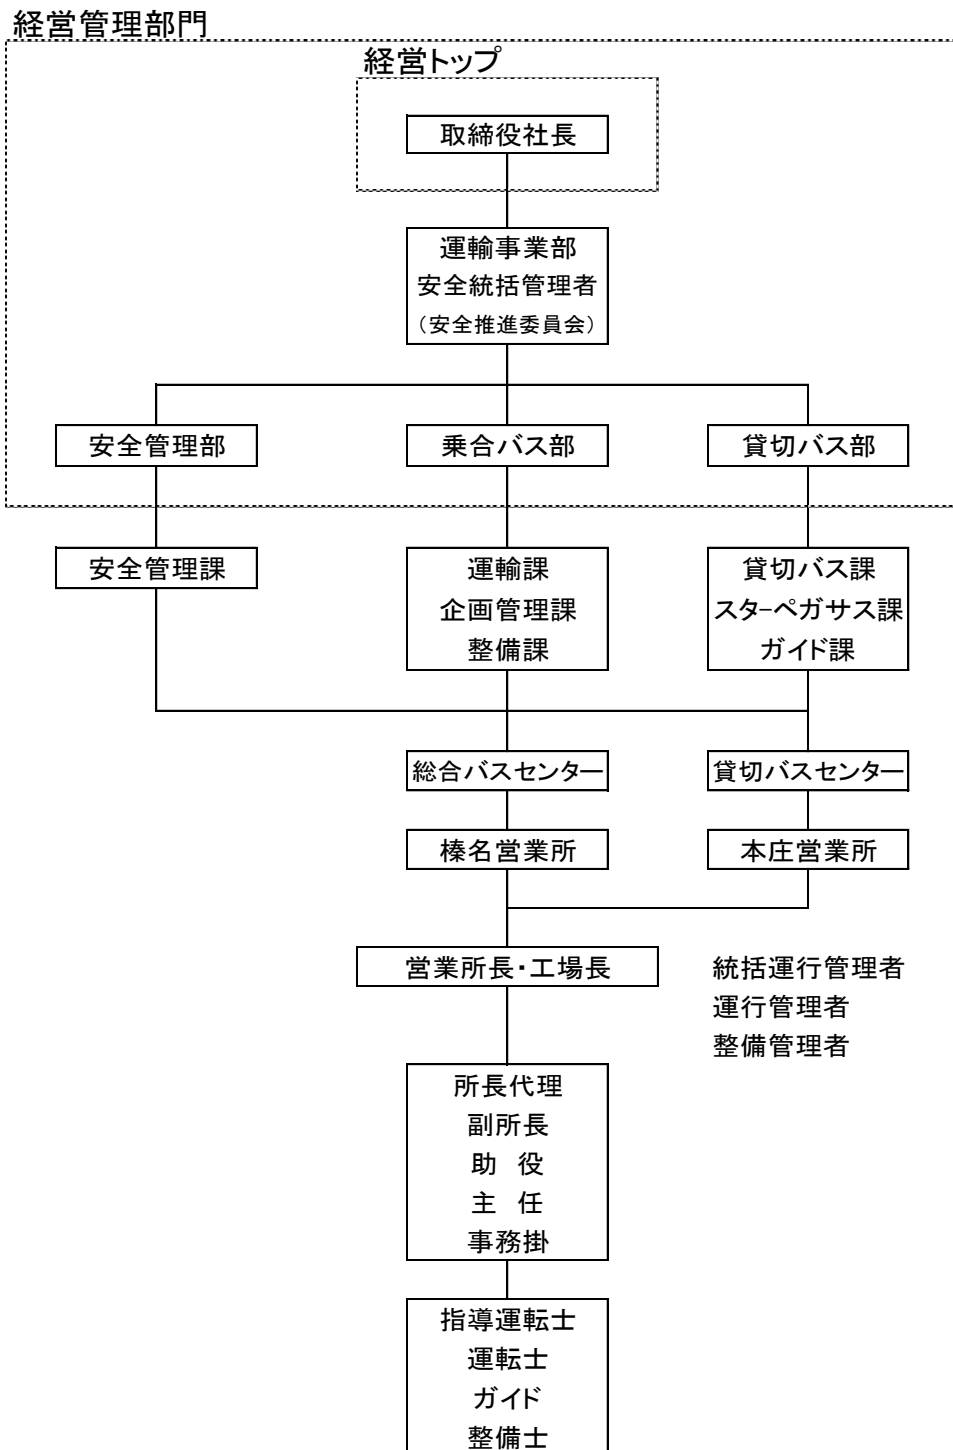 経営管理部門
経営トップ
取締役社長
運輸事業部
安全統括管理者
（安全推進委員会）
安全管理部
乗合バス部
貸切バス部
安全管理課
運輸課
企画管理課
整備課
貸切バス課
スターペガサス課
ガイド課
総合バスセンター
貸切バスセンター
榛名営業所
本庄営業所
営業所長・工場長
統括運行管理者
運行管理者
整備管理者
所長代理
副所長
助　役
主　任
事務掛
指導運転士
運転士
ガイド
整備士